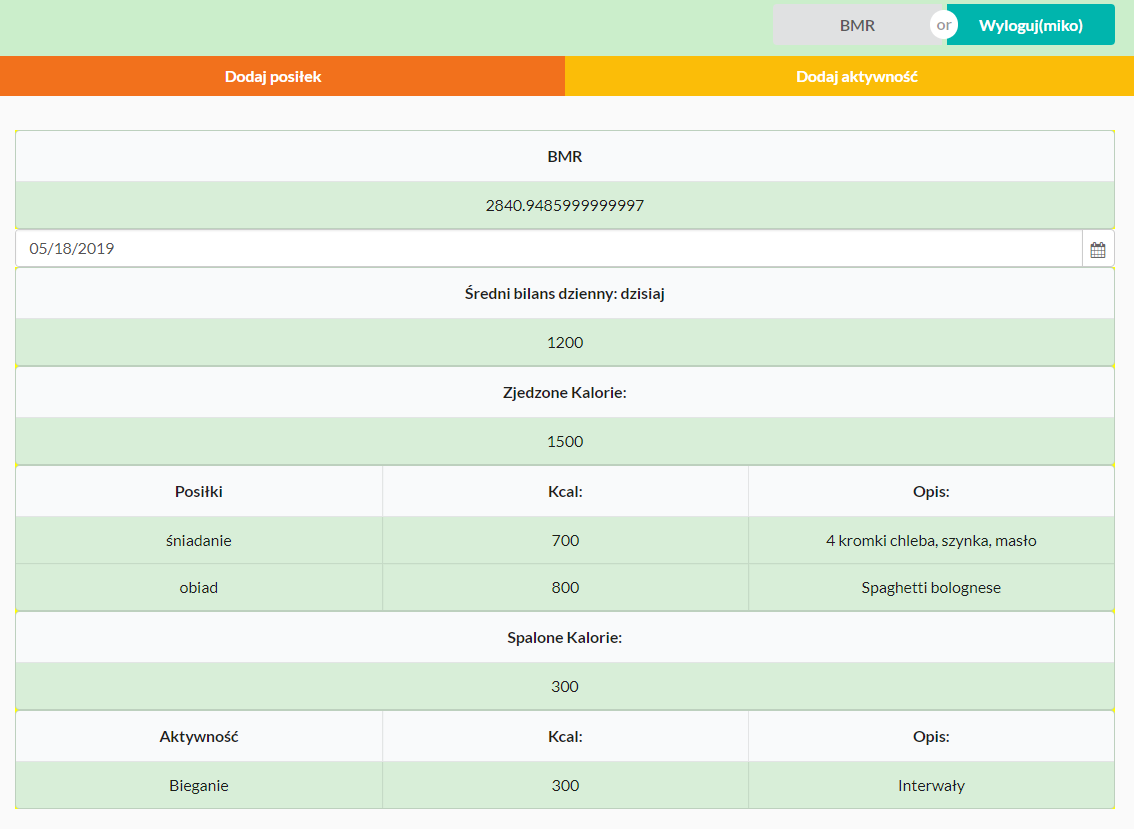 BMR or Wyloguj(miko)
Dodaj posiłek Dodaj aktywność
BMR
2840.9485999999997
05/18/2019
Średni bilans dzienny: dzisiaj
1200
Zjedzone Kalorie:
1500
Posiłki Kcal: Opis:
śniadanie 700 4 kromki chleba, szynka, masło
obiad 800 Spaghetti bolognese
Spalone Kalorie:
300
Aktywność Kcal: Opis:
Bieganie 300 Interwały